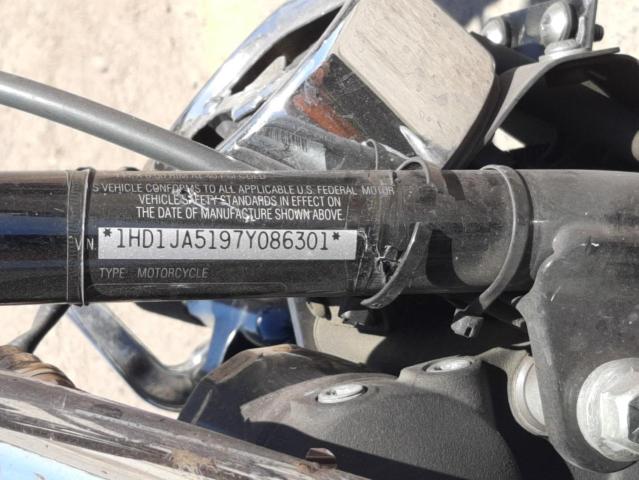 S VEHICLE CONFORMS TO ALL APPLICABLE U.S. FEDERAL MOTOR
VEHICLE SAFETY STANDARDS IN EFFECT ON
THE DATE OF MANUFACTURE SHOWN ABOVE.
V.I.N. *1HD1JA5197Y086301*
TYPE MOTORCYCLE